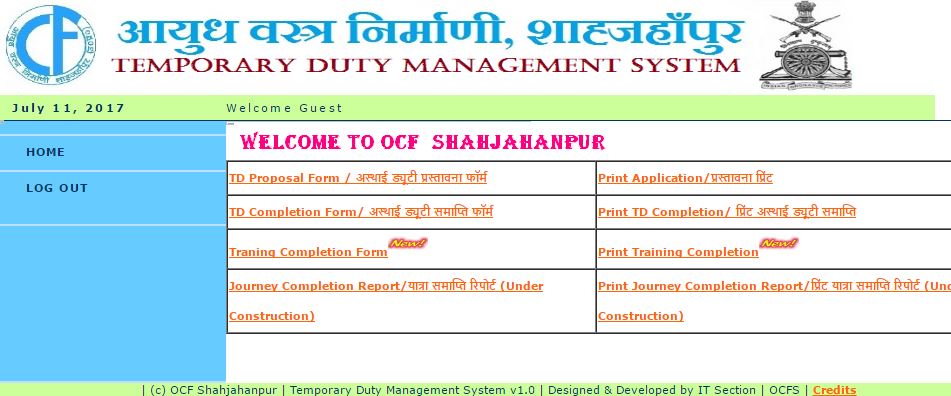 आयुध वस्त्र निर्माणी, शाहजहाँपुर
TEMPORARY DUTY MANAGEMENT SYSTEM
July 11, 2017
Welcome Guest
HOME
LOG OUT
WELCOME TO OCF SHAHJAHANPUR
TD Proposal Form / अस्थाई ड्यूटी प्रस्तावना फॉर्म
Print Application/प्रस्तावना प्रिंट
TD Completion Form/ अस्थाई ड्यूटी समाप्ति फॉर्म
Print TD Completion/ प्रिंट अस्थाई ड्यूटी समाप्ति
Traning Completion Form New!
Print Training Completion New!
Journey Completion Report/यात्रा समाप्ति रिपोर्ट (Under
Construction)
Print Journey Completion Report/प्रिंट यात्रा समाप्ति रिपोर्ट (Und
Construction)
| (c) OCF Shahjahanpur | Temporary Duty Management System v1.0 | Designed & Developed by IT Section | OCFS | Credits